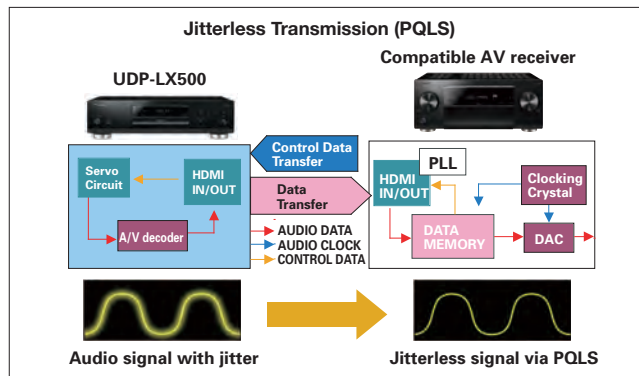 Jitterless Transmission (PQLS)
UDP-LX500
Compatible AV receiver
Servo
Circuit
HDMI
IN/OUT
A/V decoder
Control Data
Transfer
Data
Transfer
AUDIO DATA
AUDIO CLOCK
CONTROL DATA
HDMI
IN/OUT
PLL
Clocking
Crystal
DATA
MEMORY
DAC
Audio signal with jitter
Jitterless signal via PQLS